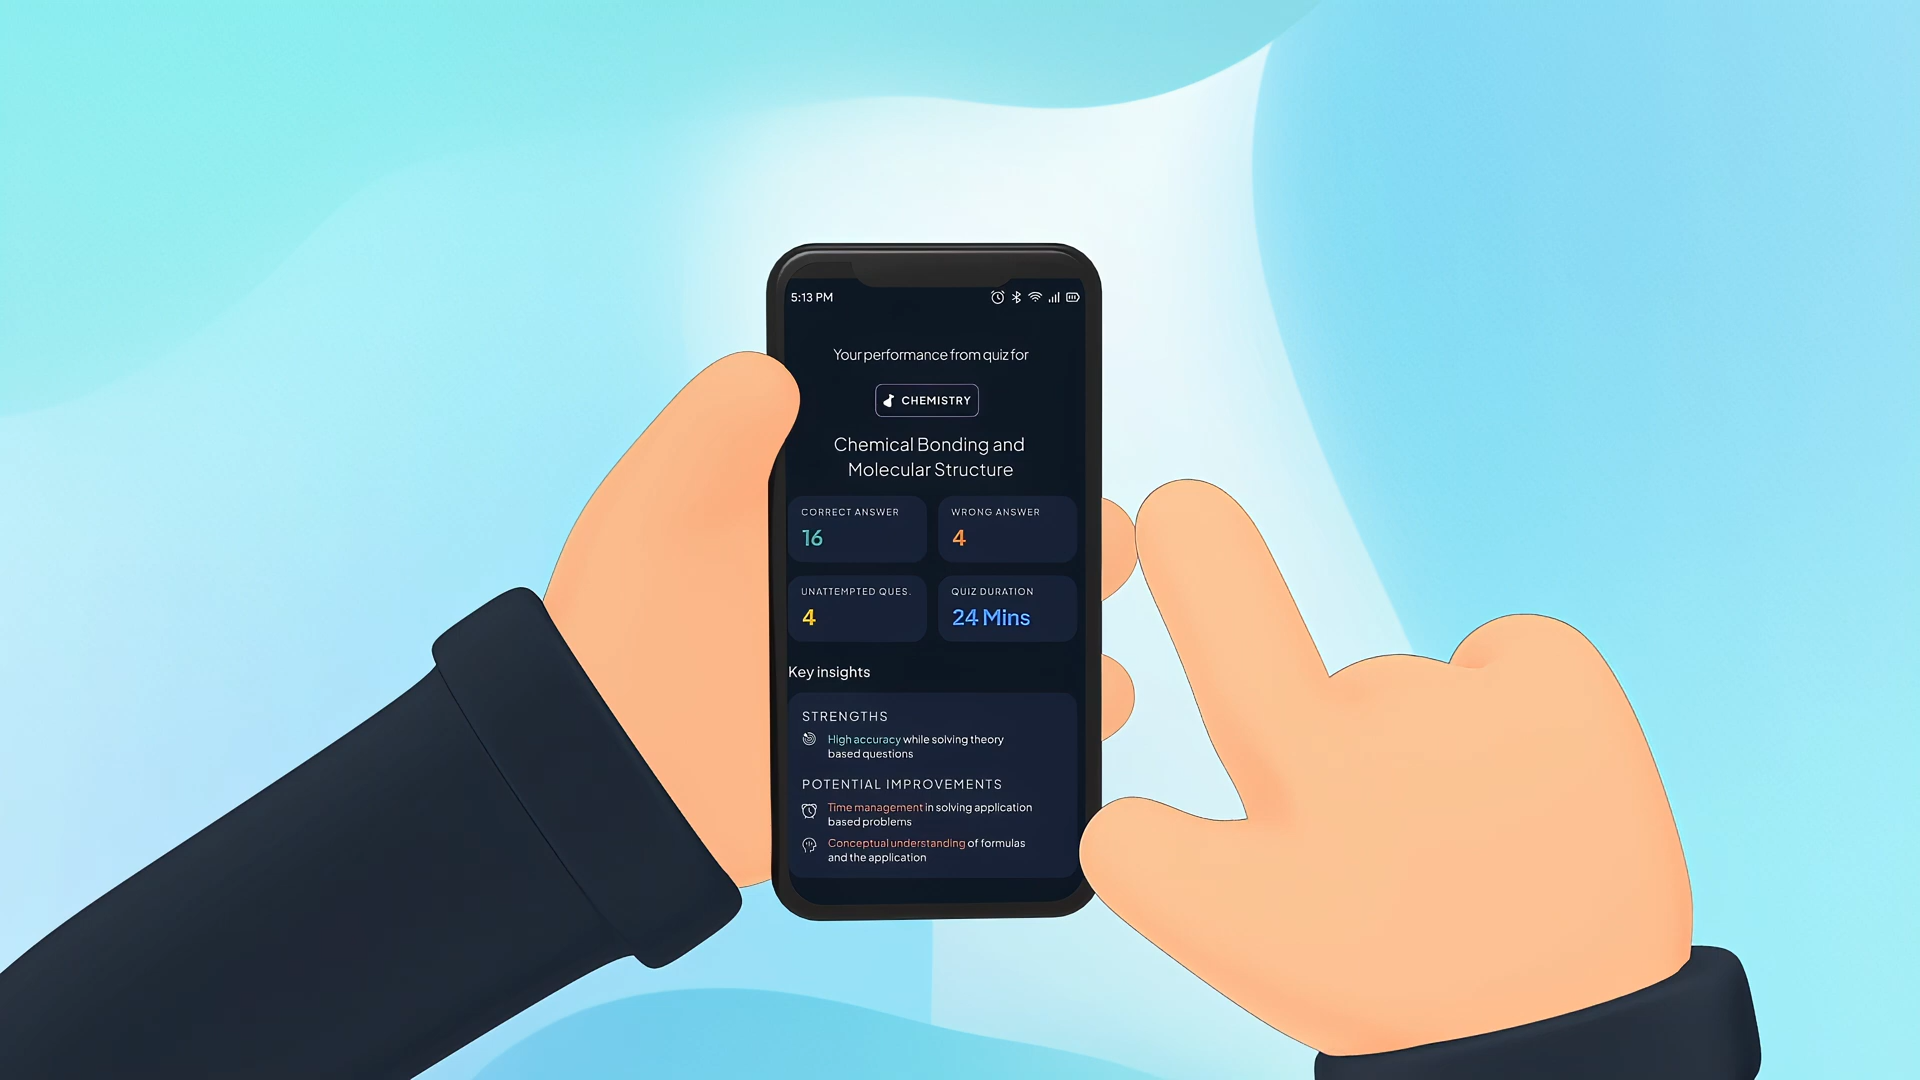 5:13 PM
Your performance from quiz for
CHEMISTRY
Chemical Bonding and
Molecular Structure
CORRECT ANSWER
16
WRONG ANSWER
4
UNATTEMPTED QUES.
4
QUIZ DURATION
24 Mins
Key insights
STRENGTHS
High accuracy while solving theory
based questions
POTENTIAL IMPROVEMENTS
Time management in solving application
based problems
Conceptual understanding of formulas
and the application